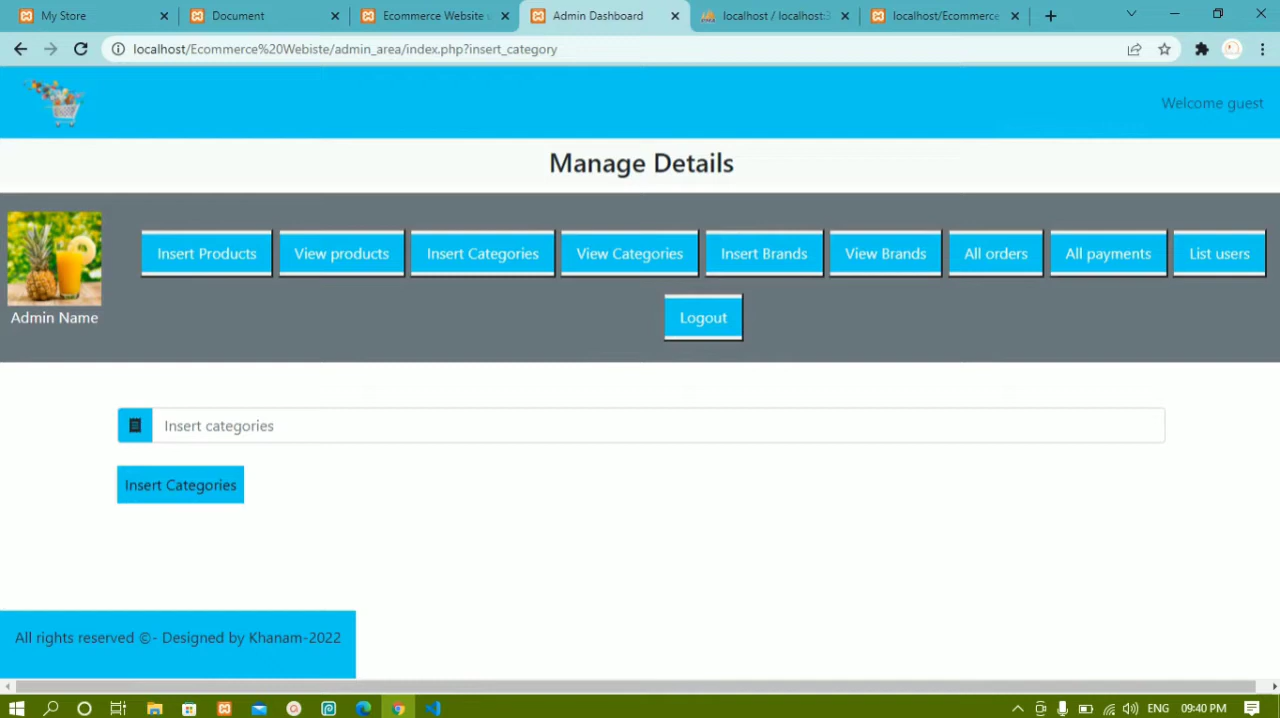 My Store
Document
Ecommerce Website
Admin Dashboard
localhost / localhost:3
localhost/Ecommerce
localhost/Ecommerce%20Webiste/admin_area/index.php?insert_category
Welcome guest
Manage Details
Insert Products
View products
Insert Categories
View Categories
Insert Brands
View Brands
All orders
All payments
List users
Admin Name
Logout
Insert categories
Insert Categories
All rights reserved ©- Designed by Khanam-2022
ENG
09:40 PM